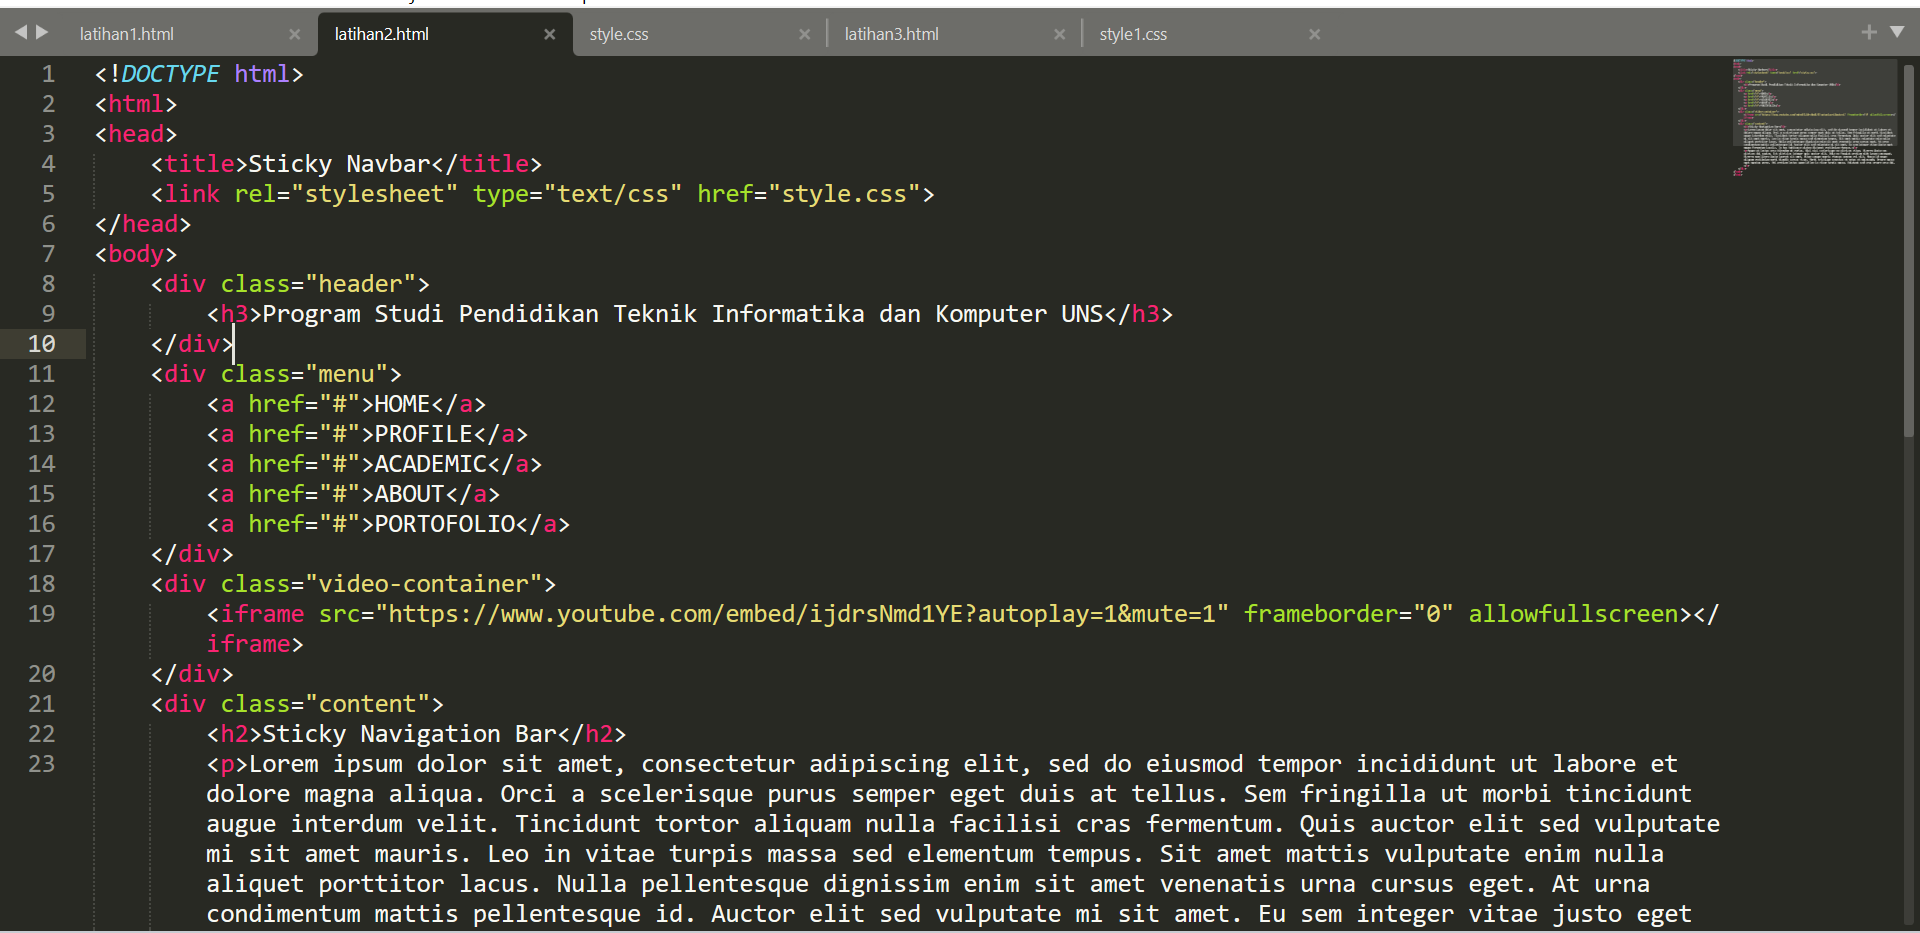 latihan1.html × latihan2.html × style.css × latihan3.html × style1.css × +
1 <!DOCTYPE html>
2 <html>
3 <head>
4 <title>Sticky Navbar</title>
5 <link rel="stylesheet" type="text/css" href="style.css">
6 </head>
7 <body>
8 <div class="header">
9 <h3>Program Studi Pendidikan Teknik Informatika dan Komputer UNS</h3>
10 </div>
11 <div class="menu">
12 <a href="#">HOME</a>
13 <a href="#">PROFILE</a>
14 <a href="#">ACADEMIC</a>
15 <a href="#">ABOUT</a>
16 <a href="#">PORTOFOLIO</a>
17 </div>
18 <div class="video-container">
19 <iframe src="https://www.youtube.com/embed/ijdrsNmd1YE?autoplay=1&mute=1" frameborder="0" allowfullscreen></
iframe>
20 </div>
21 <div class="content">
22 <h2>Sticky Navigation Bar</h2>
23 <p>Lorem ipsum dolor sit amet, consectetur adipiscing elit, sed do eiusmod tempor incididunt ut labore et
dolore magna aliqua. Orci a scelerisque purus semper eget duis at tellus. Sem fringilla ut morbi tincidunt
augue interdum velit. Tincidunt tortor aliquam nulla facilisi cras fermentum. Quis auctor elit sed vulputate
mi sit amet mauris. Leo in vitae turpis massa sed elementum tempus. Sit amet mattis vulputate enim nulla
aliquet porttitor lacus. Nulla pellentesque dignissim enim sit amet venenatis urna cursus eget. At urna
condimentum mattis pellentesque id. Auctor elit sed vulputate mi sit amet. Eu sem integer vitae justo eget